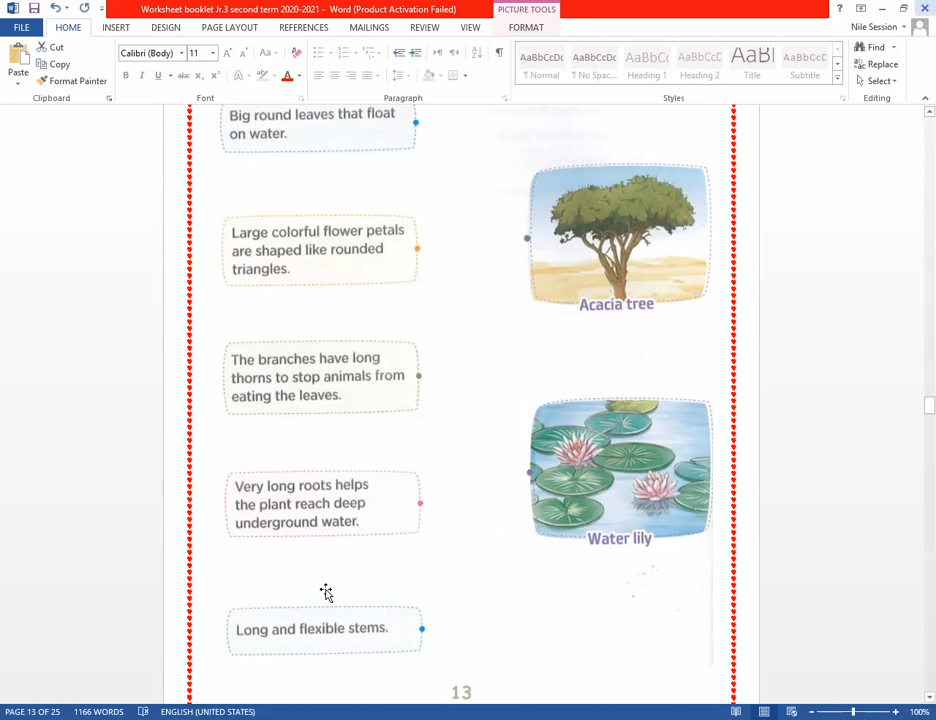 Worksheet booklet Jr.3 second term 2020-2021 - Word (Product Activation Failed)
PICTURE TOOLS
FILE HOME INSERT DESIGN PAGE LAYOUT REFERENCES MAILINGS REVIEW VIEW FORMAT
Nile Session
Paste
Cut
Copy
Format Painter
Calibri (Body) 11
AaBbCcDc AaBbCcDc AaBbCc AaBbCc AaBl AaBbCcC
¶ Normal ¶ No Spac... Heading 1 Heading 2 Title Subtitle
Find
Replace
Select
Clipboard Font Paragraph Styles Editing
Big round leaves that float
on water.
Large colorful flower petals
are shaped like rounded
triangles.
Acacia tree
The branches have long
thorns to stop animals from
eating the leaves.
Very long roots helps
the plant reach deep
underground water.
Water lily
Long and flexible stems.
13
PAGE 13 OF 25 1166 WORDS ENGLISH (UNITED STATES) 100%